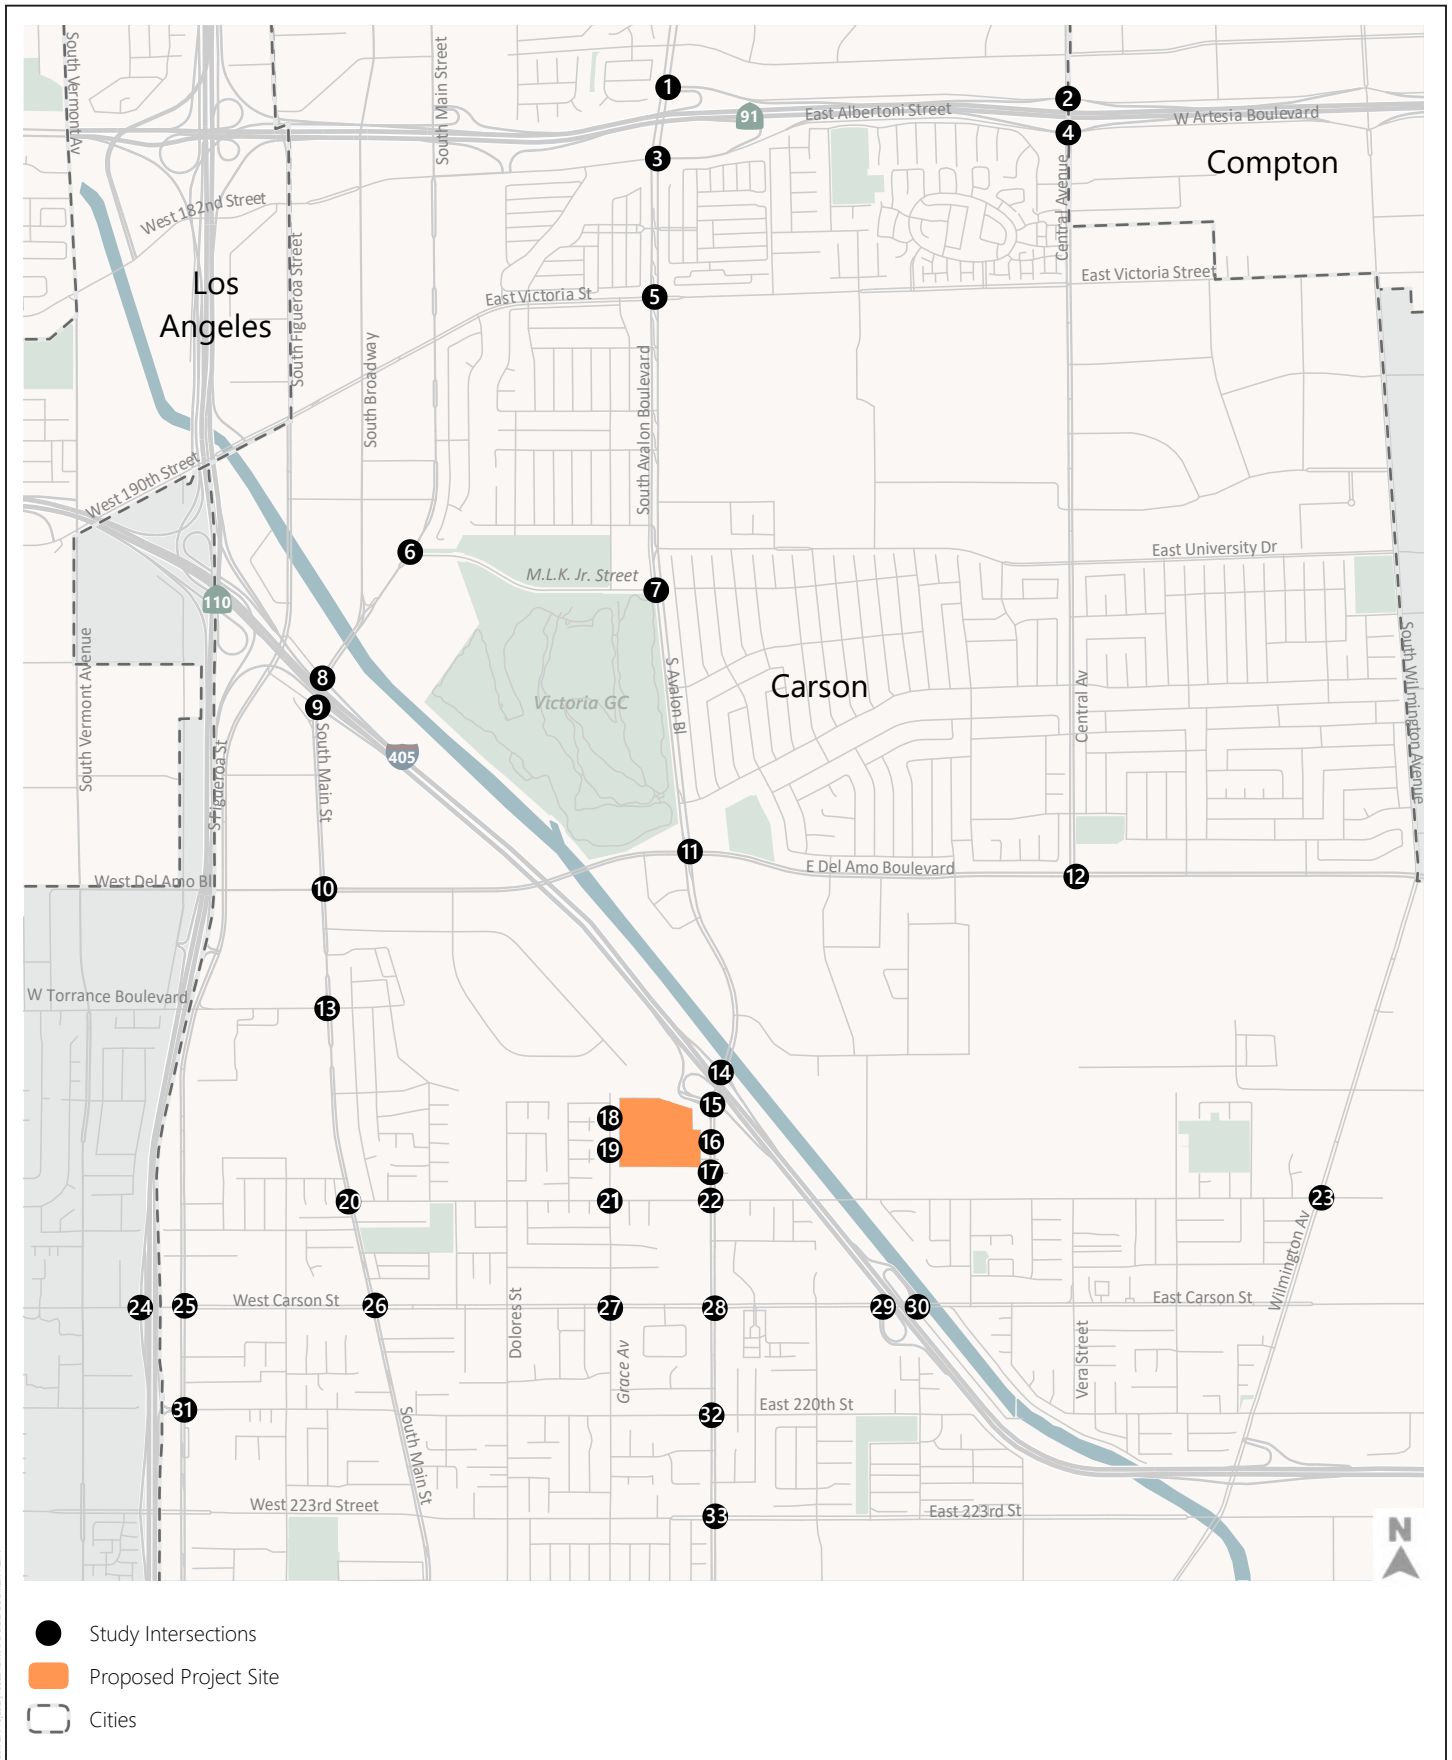 South Vermont Av
South Main Street
1
2
91
East Albertoni Street
W Artesia Boulevard
4
3
Compton
Central Avenue
West 182nd Street
South Figueroa Street
Los
Angeles
East Victoria St
5
East Victoria Street
South Broadway
South Avalon Boulevard
West 190th Street
6
M.L.K. Jr. Street
7
East University Dr
110
South Vermont Avenue
8
9
S Avalon Bl
Carson
Victoria GC
Central Av
South Wilmington Avenue
405
S Figueroa St
South Main St
11
E Del Amo Boulevard
12
West Del Amo Bl
10
W Torrance Boulevard
13
14
15
18
16
19
17
20
21
22
23
Wilmington Av
24
25
West Carson St
26
Dolores St
27
28
29
30
East Carson St
Grace Av
Vera Street
31
South Main St
32
East 220th St
West 223rd Street
33
East 223rd St
N
Study Intersections
Proposed Project Site
Cities